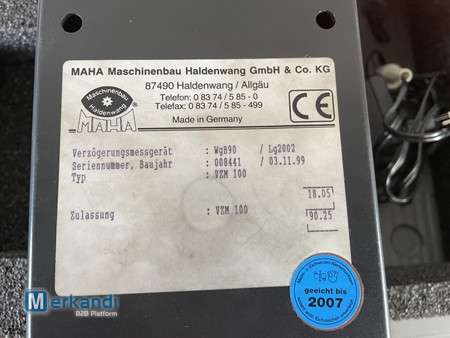 MAHA Maschinenbau Haldenwang GmbH & Co. KG
87490 Haldenwang / Allgäu
Telefon: 0 83 74 / 5 85 - 0
Telefax: 0 83 74 / 5 85 - 499
Made in Germany
CE
Maschinenbau
Haldenwang
MAHA
Verzögerungsmessgerät : WgB90 / Lg2002
Seriennummer, Baujahr : 008441 / 03.11.99
Typ : VZM 100
18.05
Zulassung : VZM 100 90.25
geeicht bis
2007
Merkandi
B2B Platform